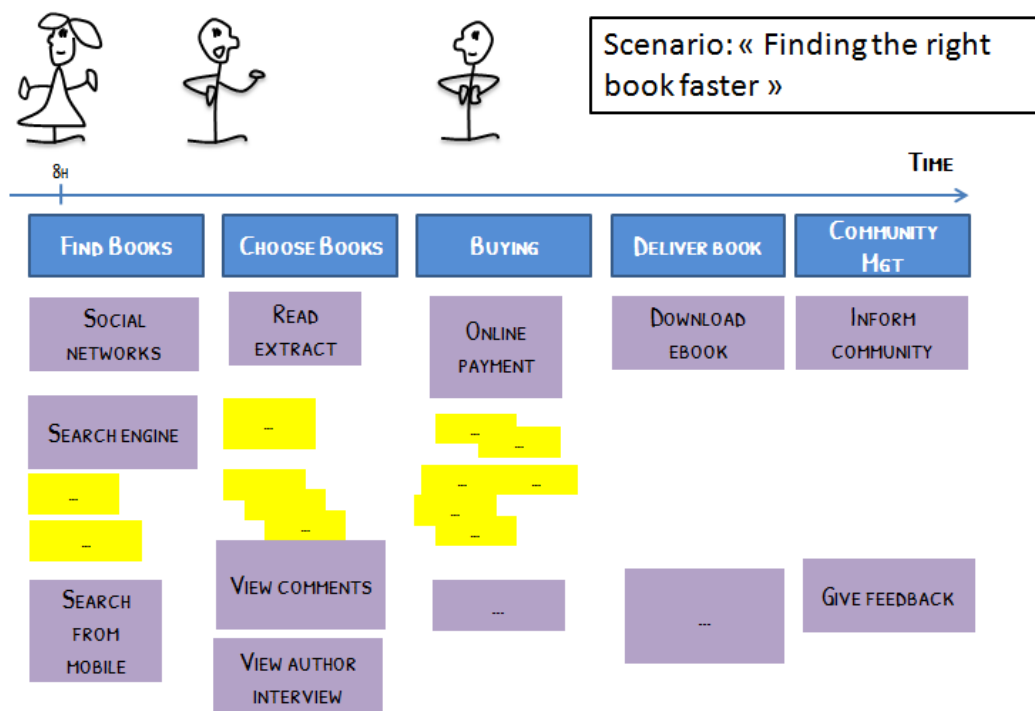 Scenario: « Finding the right
book faster »
8H
TIME
FIND BOOKS
CHOOSE BOOKS
BUYING
DELIVER BOOK
COMMUNITY
MGT
SOCIAL
NETWORKS
READ
EXTRACT
ONLINE
PAYMENT
DOWNLOAD
EBOOK
INFORM
COMMUNITY
SEARCH ENGINE
...
...
...
...
...
...
...
...
...
...
SEARCH
FROM
MOBILE
VIEW COMMENTS
VIEW AUTHOR
INTERVIEW
...
...
GIVE FEEDBACK